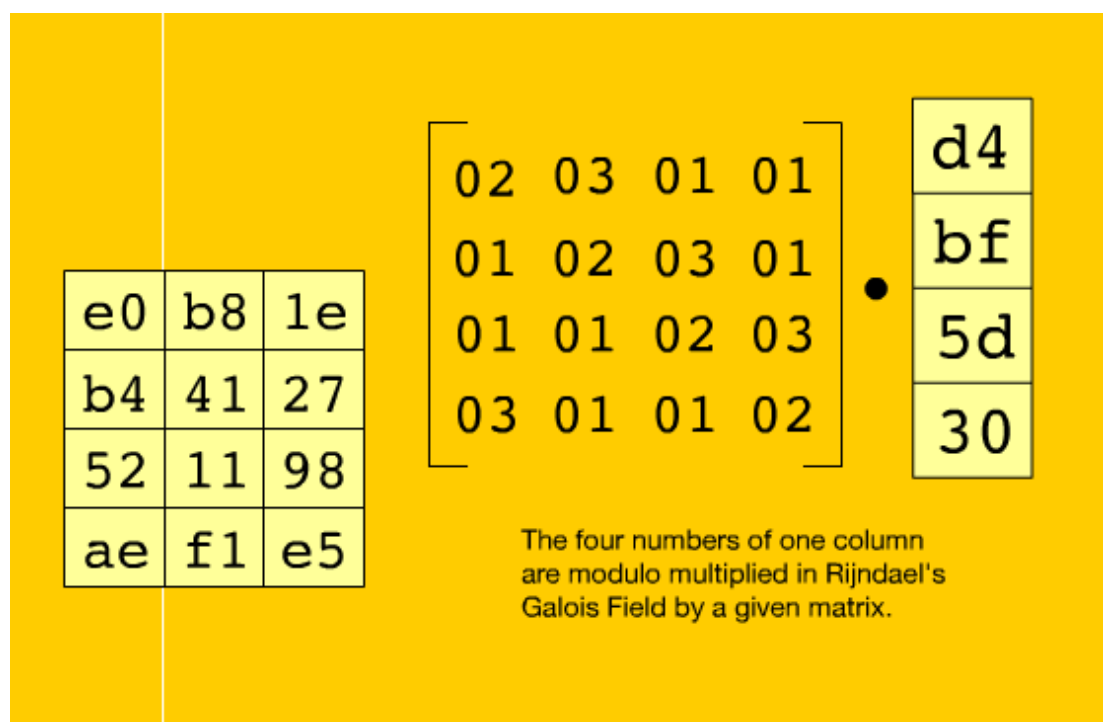 e0 b8 1e
b4 41 27
52 11 98
ae f1 e5
02 03 01 01
01 02 03 01
01 01 02 03
03 01 01 02
d4
bf
5d
30
The four numbers of one column
are modulo multiplied in Rijndael's
Galois Field by a given matrix.